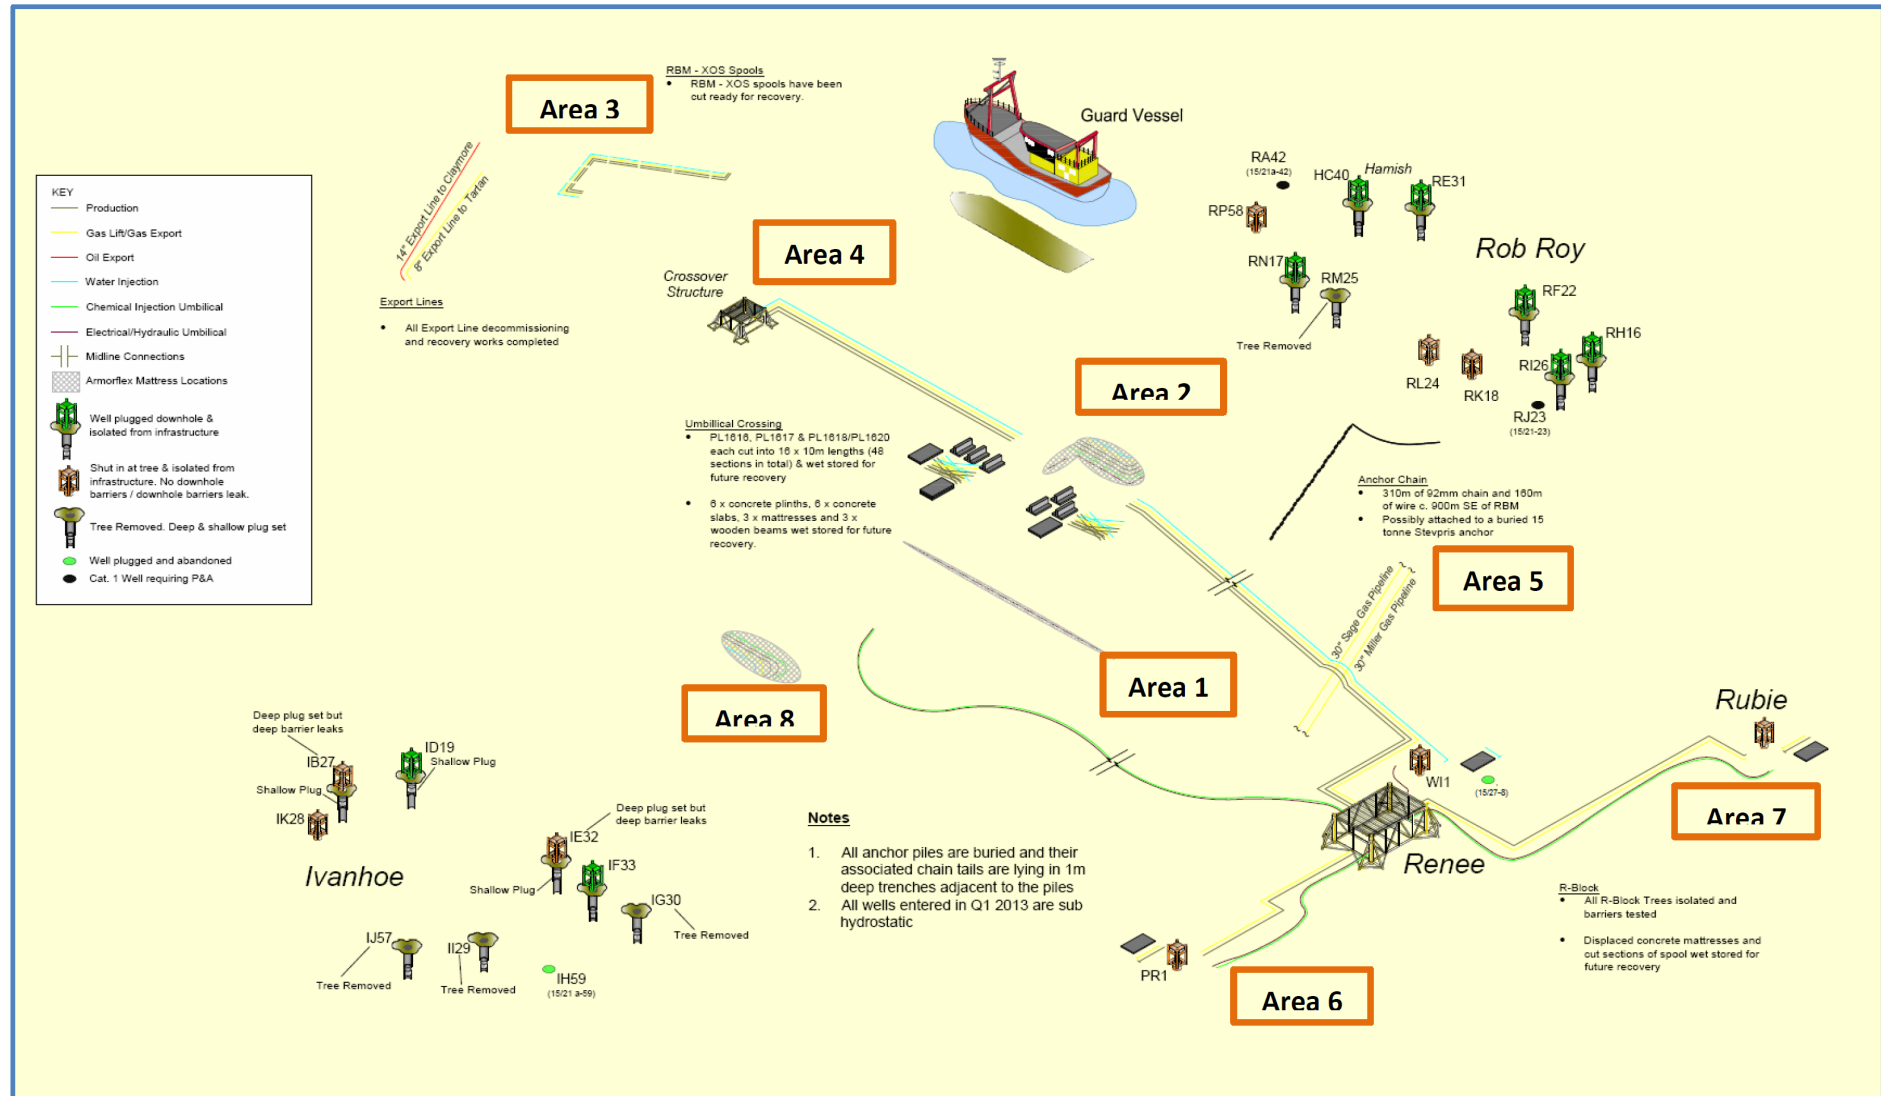 RBM - XOS Spools
• RBM - XOS spools have been
cut ready for recovery.
Area 3
Guard Vessel
14" Export Line to Claymore
8" Export Line to Tartan
KEY
Production
Gas Lift/Gas Export
Oil Export
Water Injection
Chemical Injection Umbilical
Electrical/Hydraulic Umbilical
Midline Connections
Armorflex Mattress Locations
Well plugged downhole &
isolated from infrastructure
Shut in at tree & isolated from
infrastructure. No downhole
barriers / downhole barriers leak.
Tree Removed. Deep & shallow plug set
Well plugged and abandoned
Cat. 1 Well requiring P&A
Export Lines
• All Export Line decommissioning
and recovery works completed
Area 4
Crossover
Structure
RA42
(15/21a-42)
HC40
Hamish
RE31
RP58
Rob Roy
RN17
RM25
Tree Removed
RF22
RH16
RL24
RK18
RI26
RJ23
(15/21-23)
Area 2
Umbillical Crossing
• PL1616, PL1617 & PL1618/PL1620
each cut into 16 x 10m lengths (48
sections in total) & wet stored for
future recovery
• 6 x concrete plinths, 6 x concrete
slabs, 3 x mattresses and 3 x
wooden beams wet stored for future
recovery.
Anchor Chain
• 310m of 92mm chain and 160m
of wire c. 900m SE of RBM
• Possibly attached to a buried 15
tonne Stevpris anchor
Area 5
30" Sage Gas Pipeline
30" Miller Gas Pipeline
Area 1
Area 8
Rubie
Area 7
WI1
(15/27-8)
Renee
Deep plug set but
deep barrier leaks
IB27
Shallow Plug
ID19
Shallow Plug
IK28
Ivanhoe
Deep plug set but
deep barrier leaks
IE32
Shallow Plug
IF33
IG30
Tree Removed
IJ57
Tree Removed
II29
Tree Removed
IH59
(15/21 a-59)
Notes
1. All anchor piles are buried and their
associated chain tails are lying in 1m
deep trenches adjacent to the piles
2. All wells entered in Q1 2013 are sub
hydrostatic
PR1
Area 6
R-Block
• All R-Block Trees isolated and
barriers tested
• Displaced concrete mattresses and
cut sections of spool wet stored for
future recovery